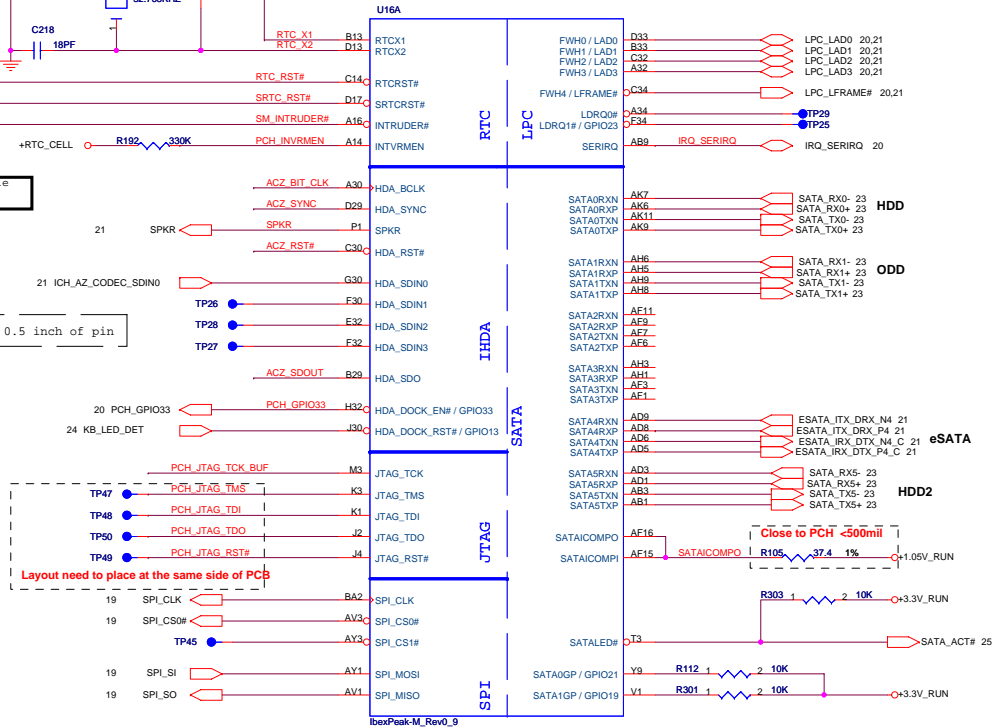 U16A
C218
18PF
1
RTC_X1 B13 RTCX1
RTC_X2 D13 RTCX2
RTC_RST# C14 RTCRST#
SRTC_RST# D17 SRTCRST#
SM_INTRUDER# A16 INTRUDER#
+RTC_CELL R192 330K PCH_INVRMEN A14 INTVRMEN
RTC
LPC
FWH0 / LAD0 D33 LPC_LAD0 20,21
FWH1 / LAD1 B33 LPC_LAD1 20,21
FWH2 / LAD2 C32 LPC_LAD2 20,21
FWH3 / LAD3 A32 LPC_LAD3 20,21
FWH4 / LFRAME# C34 LPC_LFRAME# 20,21
LDRQ0# A34 TP29
LDRQ1# / GPIO23 F34 TP25
SERIRQ AB9 IRQ_SERIRQ IRQ_SERIRQ 20
ACZ_BIT_CLK A30 HDA_BCLK
ACZ_SYNC D29 HDA_SYNC
21 SPKR SPKR P1 SPKR
ACZ_RST# C30 HDA_RST#
21 ICH_AZ_CODEC_SDIN0 G30 HDA_SDIN0
TP26 F30 HDA_SDIN1
TP28 E32 HDA_SDIN2
TP27 F32 HDA_SDIN3
0.5 inch of pin
ACZ_SDOUT B29 HDA_SDO
20 PCH_GPIO33 PCH_GPIO33 H32 HDA_DOCK_EN# / GPIO33
24 KB_LED_DET J30 HDA_DOCK_RST# / GPIO13
IHDA
SATA
SATA0RXN AK7 SATA_RX0- 23
SATA0RXP AK6 SATA_RX0+ 23
SATA0TXN AK11 SATA_TX0- 23
SATA0TXP AK9 SATA_TX0+ 23
HDD
SATA1RXN AH6 SATA_RX1- 23
SATA1RXP AH5 SATA_RX1+ 23
SATA1TXN AH9 SATA_TX1- 23
SATA1TXP AH8 SATA_TX1+ 23
ODD
SATA2RXN AF11
SATA2RXP AF9
SATA2TXN AF7
SATA2TXP AF6
SATA3RXN AH3
SATA3RXP AH1
SATA3TXN AF3
SATA3TXP AF1
SATA4RXN AD9 ESATA_ITX_DRX_N4 21
SATA4RXP AD8 ESATA_ITX_DRX_P4 21
SATA4TXN AD6 ESATA_IRX_DTX_N4_C 21
SATA4TXP AD5 ESATA_IRX_DTX_P4_C 21
eSATA
SATA5RXN AD3 SATA_RX5- 23
SATA5RXP AD1 SATA_RX5+ 23
SATA5TXN AB3 SATA_TX5- 23
SATA5TXP AB1 SATA_TX5+ 23
HDD2
PCH_JTAG_TCK_BUF M3 JTAG_TCK
TP47 PCH_JTAG_TMS K3 JTAG_TMS
TP48 PCH_JTAG_TDI K1 JTAG_TDI
TP50 PCH_JTAG_TDO J2 JTAG_TDO
TP49 PCH_JTAG_RST# J4 JTAG_RST#
Layout need to place at the same side of PCB
JTAG
SATAICOMPO AF16
SATAICOMPI AF15 SATAICOMPO R105 37.4 1% +1.05V_RUN
Close to PCH <500mil
19 SPI_CLK BA2 SPI_CLK
19 SPI_CS0# AV3 SPI_CS0#
TP45 AY3 SPI_CS1#
19 SPI_SI AY1 SPI_MOSI
19 SPI_SO AV1 SPI_MISO
SPI
R303 1 2 10K +3.3V_RUN
SATALED# T3 SATA_ACT# 25
SATA0GP / GPIO21 Y9 R112 1 2 10K
SATA1GP / GPIO19 V1 R301 1 2 10K +3.3V_RUN
IbexPeak-M_Rev0_9